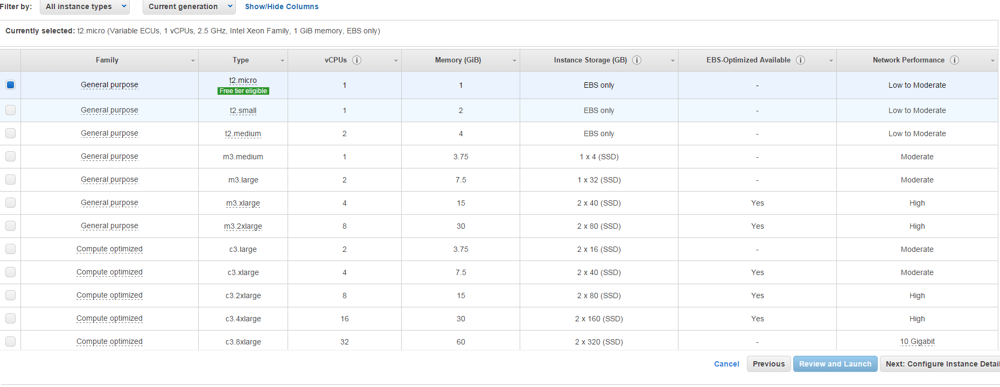 Filter by: All instance types Current generation Show/Hide Columns
Currently selected: t2.micro (Variable ECUs, 1 vCPUs, 2.5 GHz, Intel Xeon Family, 1 GiB memory, EBS only)
Family Type vCPUs Memory (GiB) Instance Storage (GB) EBS-Optimized Available Network Performance
General purpose t2.micro 1 1 EBS only - Low to Moderate
Free tier eligible
General purpose t2.small 1 2 EBS only - Low to Moderate
General purpose t2.medium 2 4 EBS only - Low to Moderate
General purpose m3.medium 1 3.75 1 x 4 (SSD) - Moderate
General purpose m3.large 2 7.5 1 x 32 (SSD) - Moderate
General purpose m3.xlarge 4 15 2 x 40 (SSD) Yes High
General purpose m3.2xlarge 8 30 2 x 80 (SSD) Yes High
Compute optimized c3.large 2 3.75 2 x 16 (SSD) - Moderate
Compute optimized c3.xlarge 4 7.5 2 x 40 (SSD) Yes Moderate
Compute optimized c3.2xlarge 8 15 2 x 80 (SSD) Yes High
Compute optimized c3.4xlarge 16 30 2 x 160 (SSD) Yes High
Compute optimized c3.8xlarge 32 60 2 x 320 (SSD) - 10 Gigabit
Cancel Previous Review and Launch Next: Configure Instance Detail